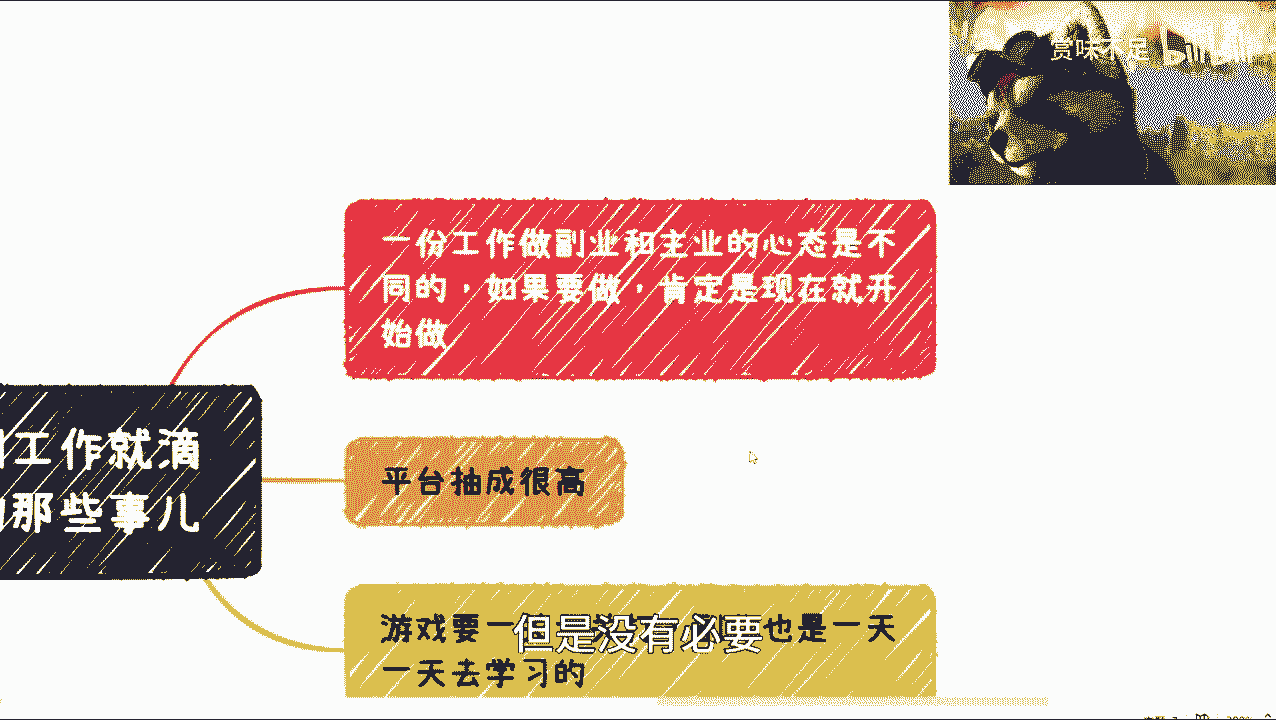 赏味不足 bilibili
一份工作做副业和主业的心态是不
同的，如果要做，肯定是现在就开
始做
工作就滴
那些事儿
平台抽成很高
游戏要一
也是一天
一天去学习的
但是没有必要